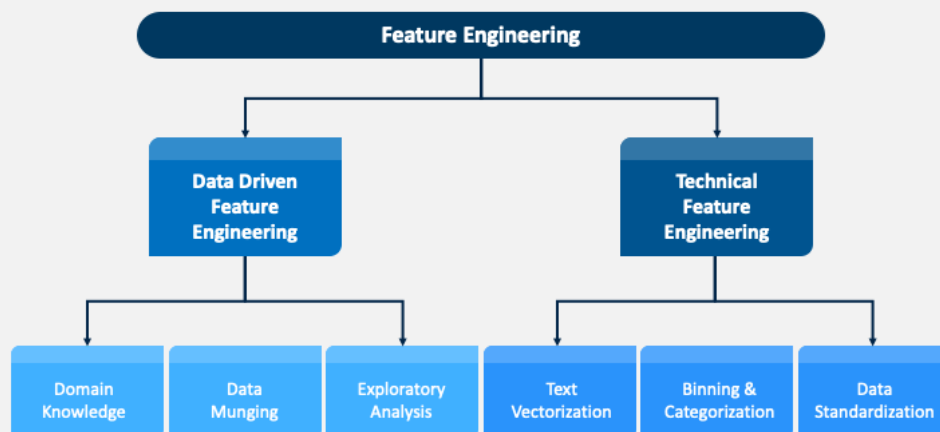 Feature Engineering
Data Driven
Feature
Engineering
Technical
Feature
Engineering
Domain
Knowledge
Data
Munging
Exploratory
Analysis
Text
Vectorization
Binning &
Categorization
Data
Standardization